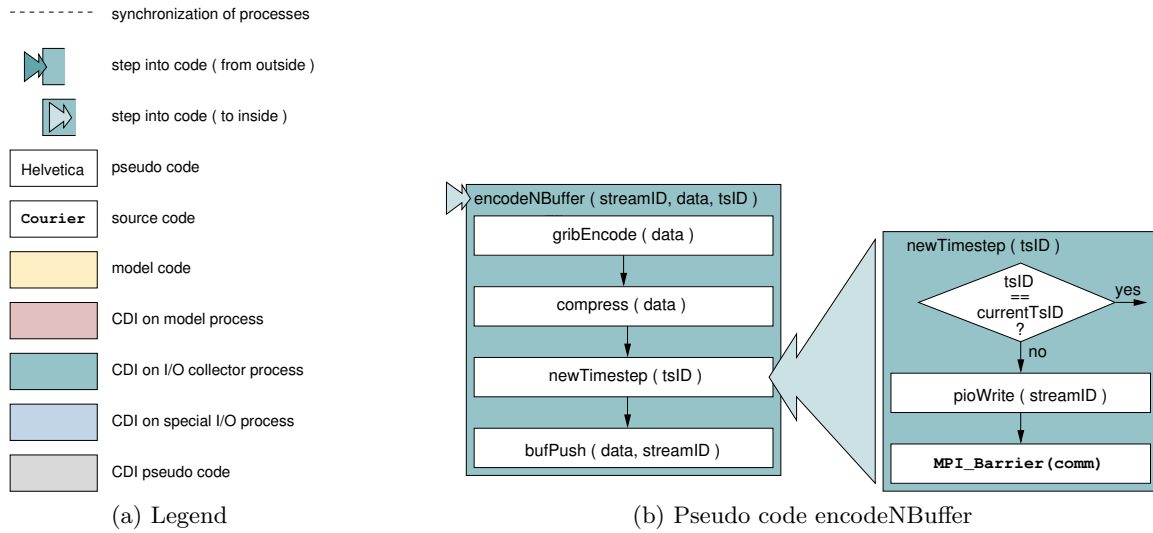 synchronization of processes
step into code ( from outside )
step into code ( to inside )
Helvetica pseudo code
Courier source code
model code
CDI on model process
CDI on I/O collector process
CDI on special I/O process
CDI pseudo code
(a) Legend
encodeNBuffer ( streamID, data, tsID )
gribEncode ( data )
compress ( data )
newTimestep ( tsID )
bufPush ( data, streamID )
newTimestep ( tsID )
tsID
==
currentTsID
?
yes
no
pioWrite ( streamID )
MPI_Barrier(comm)
(b) Pseudo code encodeNBuffer